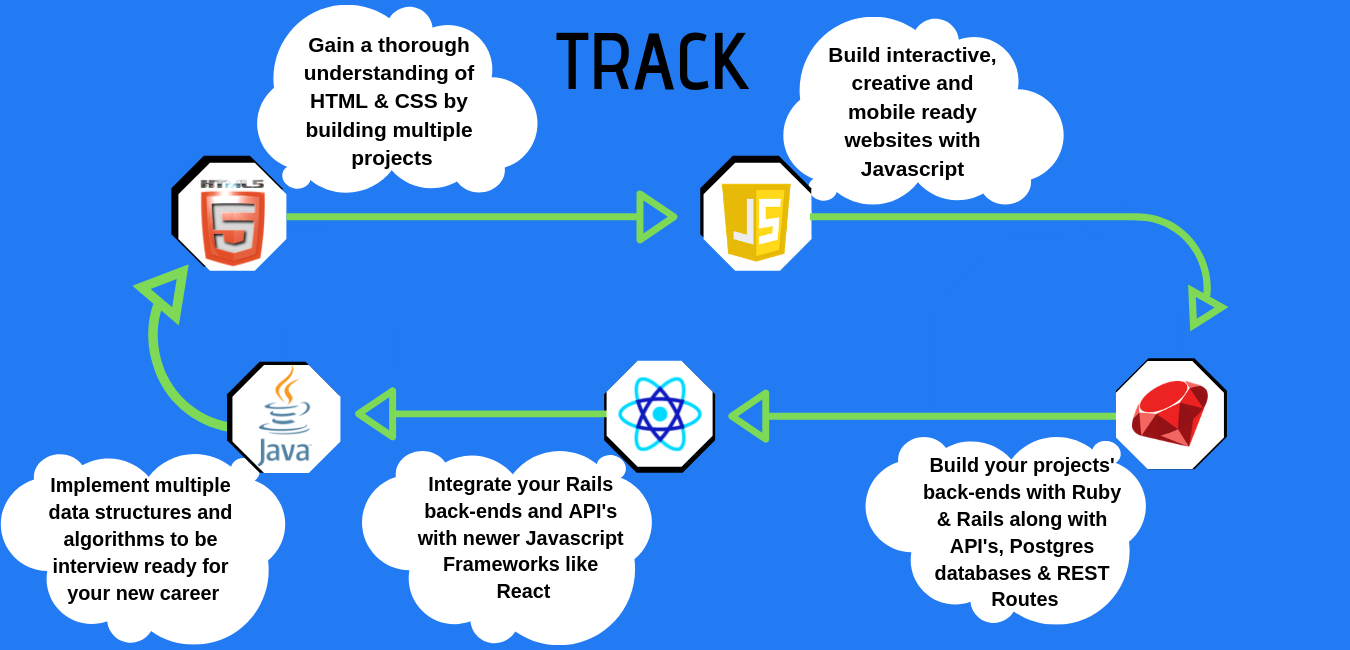 TRACK
Gain a thorough
understanding of
HTML & CSS by
building multiple
projects
Build interactive,
creative and
mobile ready
websites with
Javascript
HTML5
5
JS
Build your projects'
back-ends with Ruby
& Rails along with
API's, Postgres
databases & REST
Routes
Integrate your Rails
back-ends and API's
with newer Javascript
Frameworks like
React
Java
Implement multiple
data structures and
algorithms to be
interview ready for
your new career